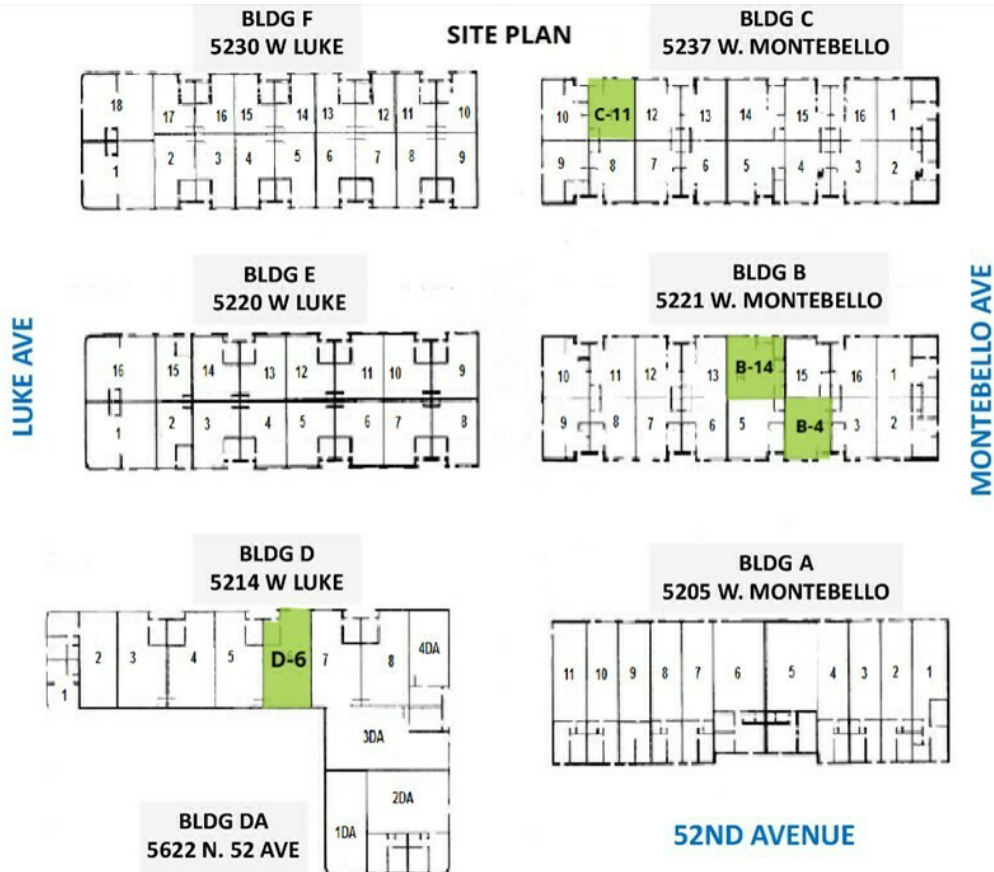 BLDG F
5230 W LUKE
SITE PLAN
BLDG C
5237 W. MONTEBELLO
18 17 16 15 14 13 12 11 10
1 2 3 4 5 6 7 8 9
10 C-11 12 13 14 15 16 1
9 8 7 6 5 4 3 2
BLDG E
5220 W LUKE
BLDG B
5221 W. MONTEBELLO
LUKE AVE
MONTEBELLO AVE
16 15 14 13 12 11 10 9
1 2 3 4 5 6 7 8
10 11 12 13 B-14 15 16 1
9 8 7 6 5 B-4 3 2
BLDG D
5214 W LUKE
BLDG A
5205 W. MONTEBELLO
1 2 3 4 5 D-6 7 8 4DA
3DA
2DA
1DA
11 10 9 8 7 6 5 4 3 2 1
BLDG DA
5622 N. 52 AVE
52ND AVENUE